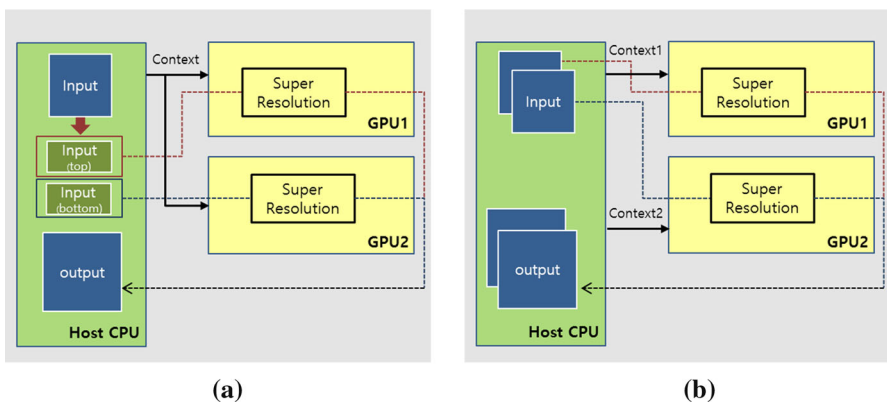 Input
Input
(top)
Input
(bottom)
output
Host CPU
Context
Super
Resolution
GPU1
Super
Resolution
GPU2
(a)
Input
output
Host CPU
Context1
Super
Resolution
GPU1
Context2
Super
Resolution
GPU2
(b)